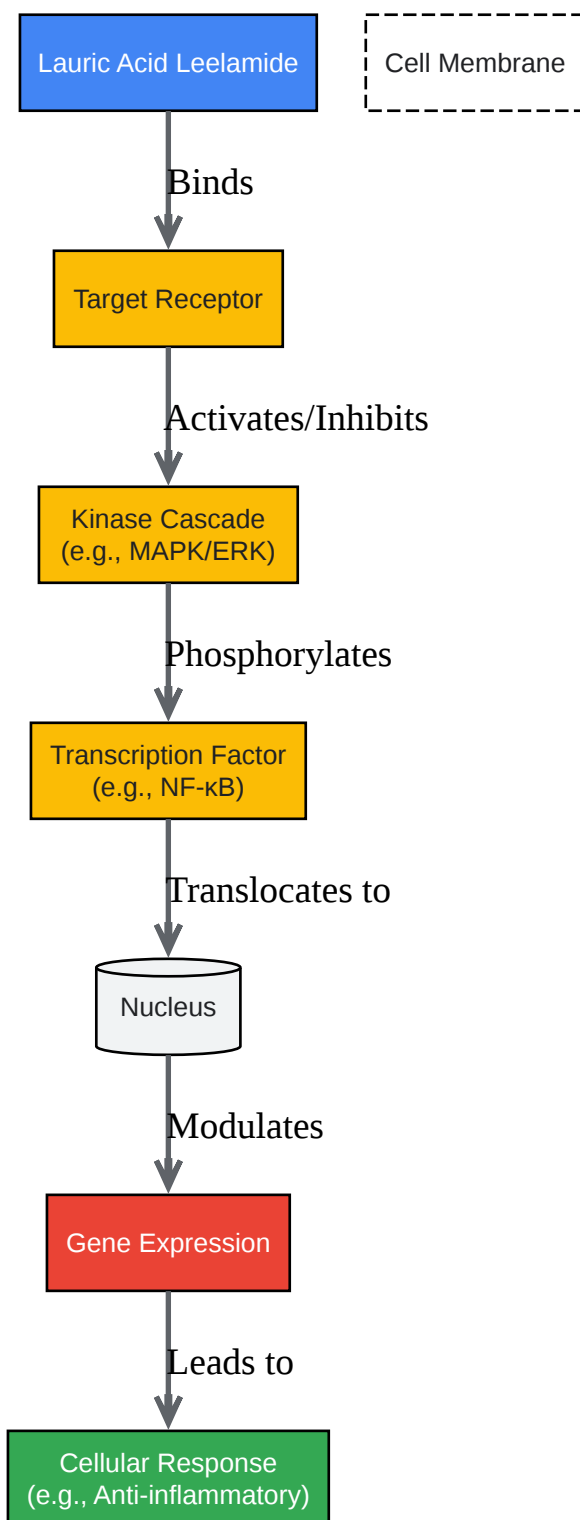 Lauric Acid Leelamide
Cell Membrane
Binds
Target Receptor
Activates/Inhibits
Kinase Cascade
(e.g., MAPK/ERK)
Phosphorylates
Transcription Factor
(e.g., NF-κB)
Translocates to
Nucleus
Modulates
Gene Expression
Leads to
Cellular Response
(e.g., Anti-inflammatory)